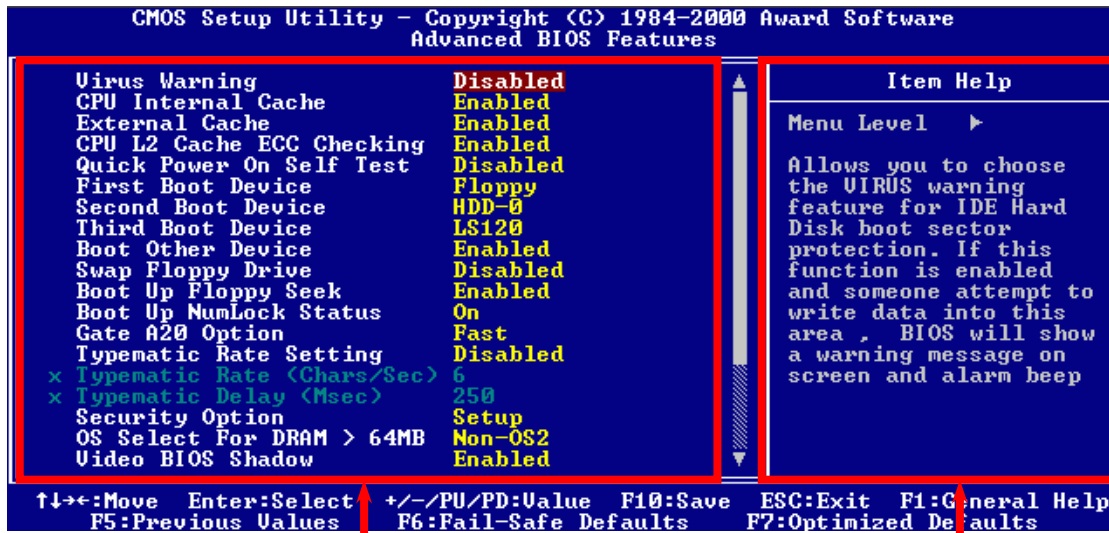 CMOS Setup Utility - Copyright (C) 1984-2000 Award Software
Advanced BIOS Features
Virus Warning Disabled
CPU Internal Cache Enabled
External Cache Enabled
CPU L2 Cache ECC Checking Enabled
Quick Power On Self Test Disabled
First Boot Device Floppy
Second Boot Device HDD-0
Third Boot Device LS120
Boot Other Device Enabled
Swap Floppy Drive Disabled
Boot Up Floppy Seek Enabled
Boot Up NumLock Status On
Gate A20 Option Fast
Typematic Rate Setting Disabled
x Typematic Rate (Chars/Sec) 6
x Typematic Delay (Msec) 250
Security Option Setup
OS Select For DRAM > 64MB Non-OS2
Video BIOS Shadow Enabled
Item Help
Menu Level ►
Allows you to choose
the VIRUS warning
feature for IDE Hard
Disk boot sector
protection. If this
function is enabled
and someone attempt to
write data into this
area , BIOS will show
a warning message on
screen and alarm beep
↑↓→←:Move Enter:Select +/-/PU/PD:Value F10:Save ESC:Exit F1:General Help
F5:Previous Values F6:Fail-Safe Defaults F7:Optimized Defaults